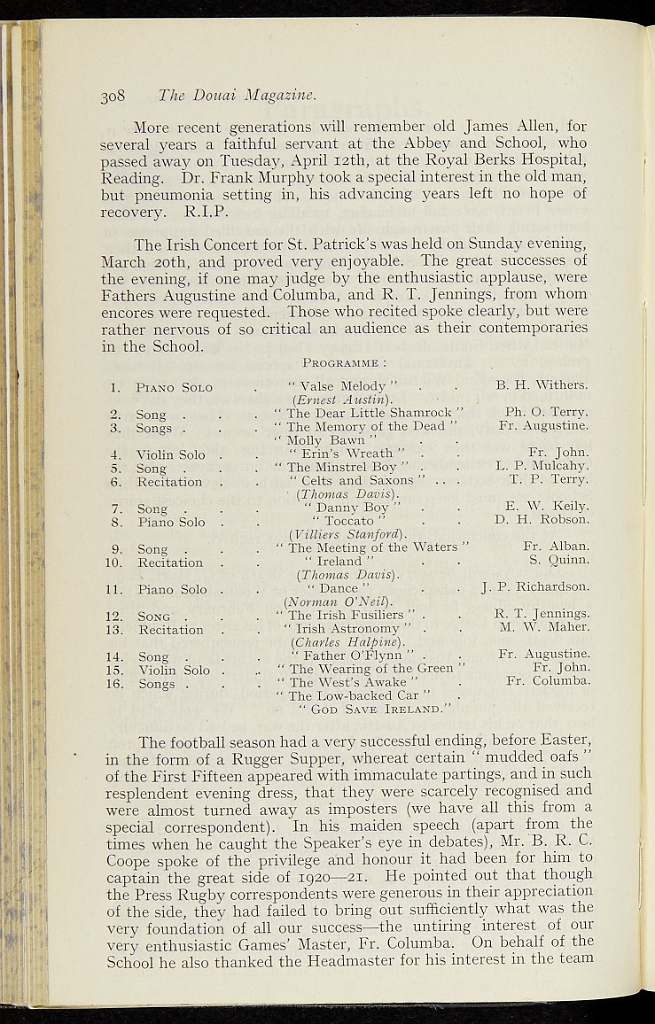 308 The Douai Magazine.
More recent generations will remember old James Allen, for
several years a faithful servant at the Abbey and School, who
passed away on Tuesday, April 12th, at the Royal Berks Hospital,
Reading. Dr. Frank Murphy took a special interest in the old man,
but pneumonia setting in, his advancing years left no hope of
recovery. R.I.P.
The Irish Concert for St. Patrick's was held on Sunday evening,
March 20th, and proved very enjoyable. The great successes of
the evening, if one may judge by the enthusiastic applause, were
Fathers Augustine and Columba, and R. T. Jennings, from whom
encores were requested. Those who recited spoke clearly, but were
rather nervous of so critical an audience as their contemporaries
in the School.
PROGRAMME :
1. PIANO SOLO . " Valse Melody " . . B. H. Withers.
(Ernest Austin).
2. Song . . . " The Dear Little Shamrock " Ph. O. Terry.
3. Songs . . . " The Memory of the Dead " Fr. Augustine.
" Molly Bawn " . .
4. Violin Solo . . " Erin's Wreath " . . Fr. John.
5. Song . . . " The Minstrel Boy " . . L. P. Mulcahy.
6. Recitation . . " Celts and Saxons " .. . T. P. Terry.
(Thomas Davis).
7. Song . . . " Danny Boy " . . E. W. Keily.
8. Piano Solo . . " Toccato " . . D. H. Robson.
(Villiers Stanford).
9. Song . . . " The Meeting of the Waters " Fr. Alban.
10. Recitation . . " Ireland " . . S. Quinn.
(Thomas Davis).
11. Piano Solo . . " Dance " . . J. P. Richardson.
(Norman O'Neil).
12. SONG . . . " The Irish Fusiliers " . . R. T. Jennings.
13. Recitation . . " Irish Astronomy " . . M. W. Maher.
(Charles Halpine).
14. Song . . . " Father O'Flynn " . . Fr. Augustine.
15. Violin Solo . .. " The Wearing of the Green " Fr. John.
16. Songs . . . " The West's Awake " . Fr. Columba.
" The Low-backed Car " .
" GOD SAVE IRELAND."
The football season had a very successful ending, before Easter,
in the form of a Rugger Supper, whereat certain " mudded oafs "
of the First Fifteen appeared with immaculate partings, and in such
resplendent evening dress, that they were scarcely recognised and
were almost turned away as imposters (we have all this from a
special correspondent). In his maiden speech (apart from the
times when he caught the Speaker's eye in debates), Mr. B. R. C.
Coope spoke of the privilege and honour it had been for him to
captain the great side of 1920—21. He pointed out that though
the Press Rugby correspondents were generous in their appreciation
of the side, they had failed to bring out sufficiently what was the
very foundation of all our success—the untiring interest of our
very enthusiastic Games' Master, Fr. Columba. On behalf of the
School he also thanked the Headmaster for his interest in the team